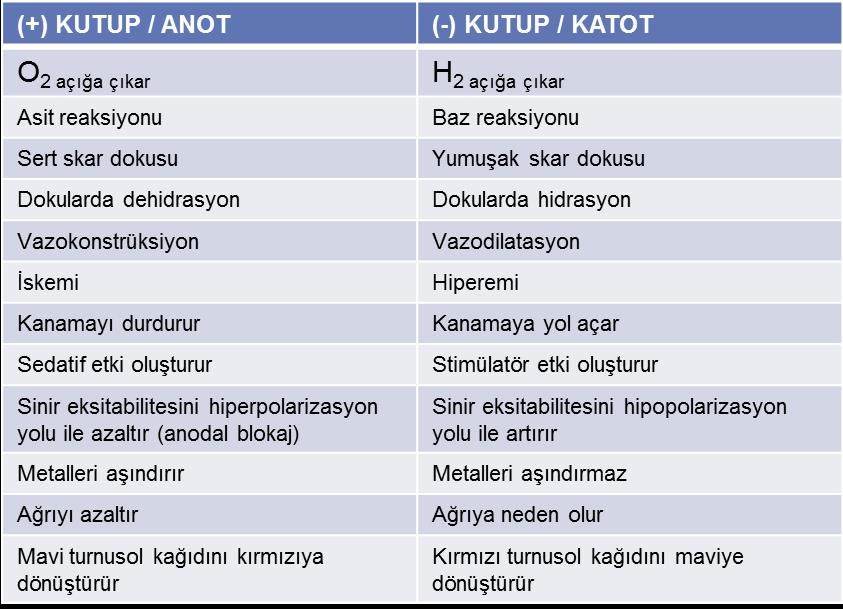 (+) KUTUP / ANOT
(-) KUTUP / KATOT
O2 açığa çıkar
H2 açığa çıkar
Asit reaksiyonu
Baz reaksiyonu
Sert skar dokusu
Yumuşak skar dokusu
Dokularda dehidrasyon
Dokularda hidrasyon
Vazokonstrüksiyon
Vazodilatasyon
İskemi
Hiperemi
Kanamayı durdurur
Kanamaya yol açar
Sedatif etki oluşturur
Stimülatör etki oluşturur
Sinir eksitabilitesini hiperpolarizasyon
yolu ile azaltır (anodal blokaj)
Sinir eksitabilitesini hipopolarizasyon
yolu ile artırır
Metalleri aşındırır
Metalleri aşındırmaz
Ağrıyı azaltır
Ağrıya neden olur
Mavi turnusol kağıdını kırmızıya
dönüştürür
Kırmızı turnusol kağıdını maviye
dönüştürür